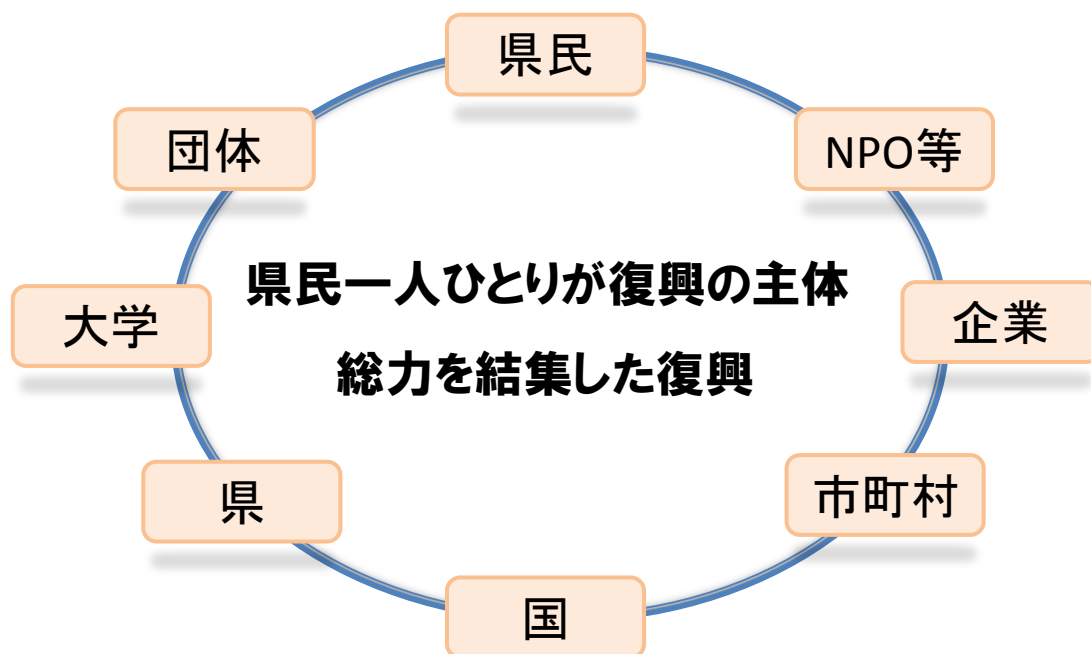 県民
団体
NPO等
県民一人ひとりが復興の主体
大学
企業
総力を結集した復興
県
市町村
国